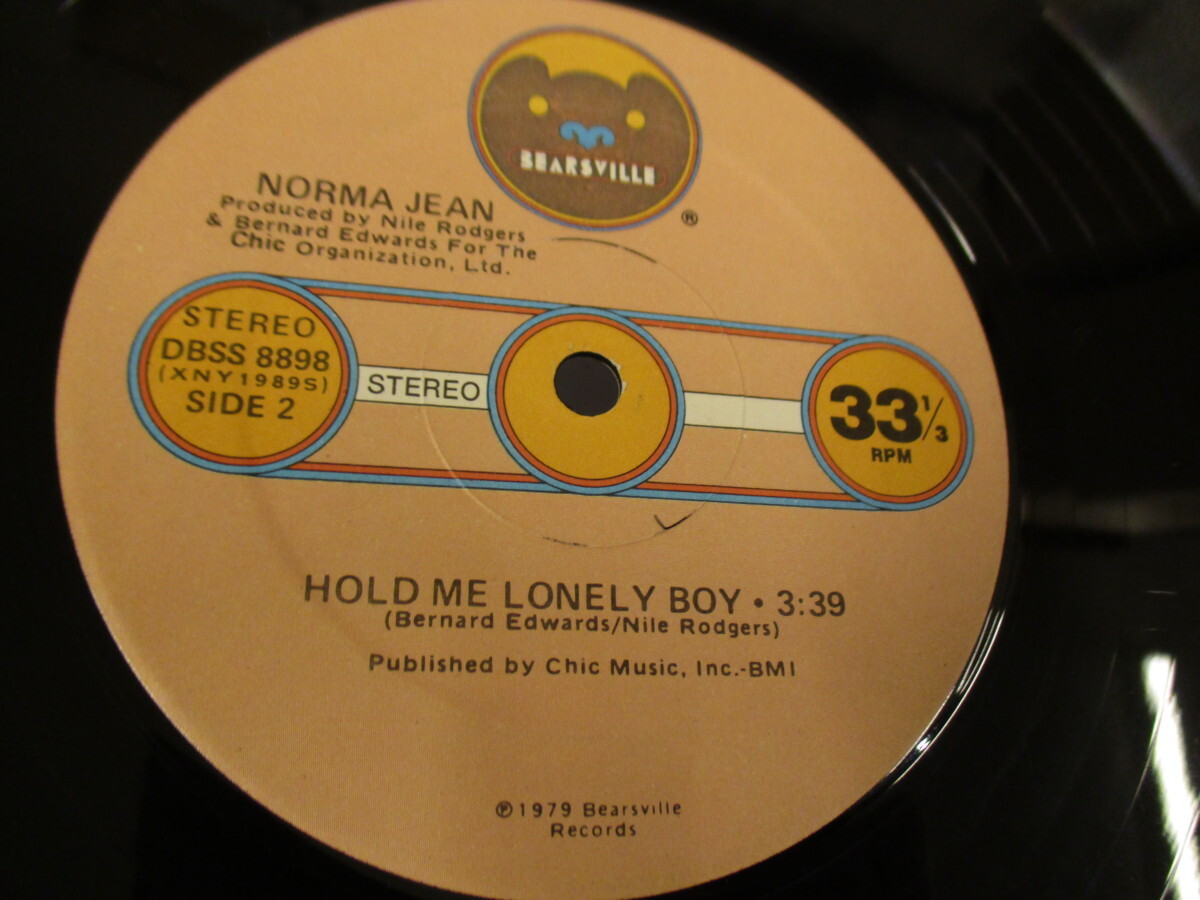 BEARSVILLE
®
NORMA JEAN
Produced by Nile Rodgers
& Bernard Edwards For The
Chic Organization, Ltd.
STEREO
DBSS 8898
(XNY1989S)
SIDE 2
STEREO
33 1/3
RPM
HOLD ME LONELY BOY • 3:39
(Bernard Edwards/Nile Rodgers)
Published by Chic Music, Inc.-BMI
℗1979 Bearsville
Records